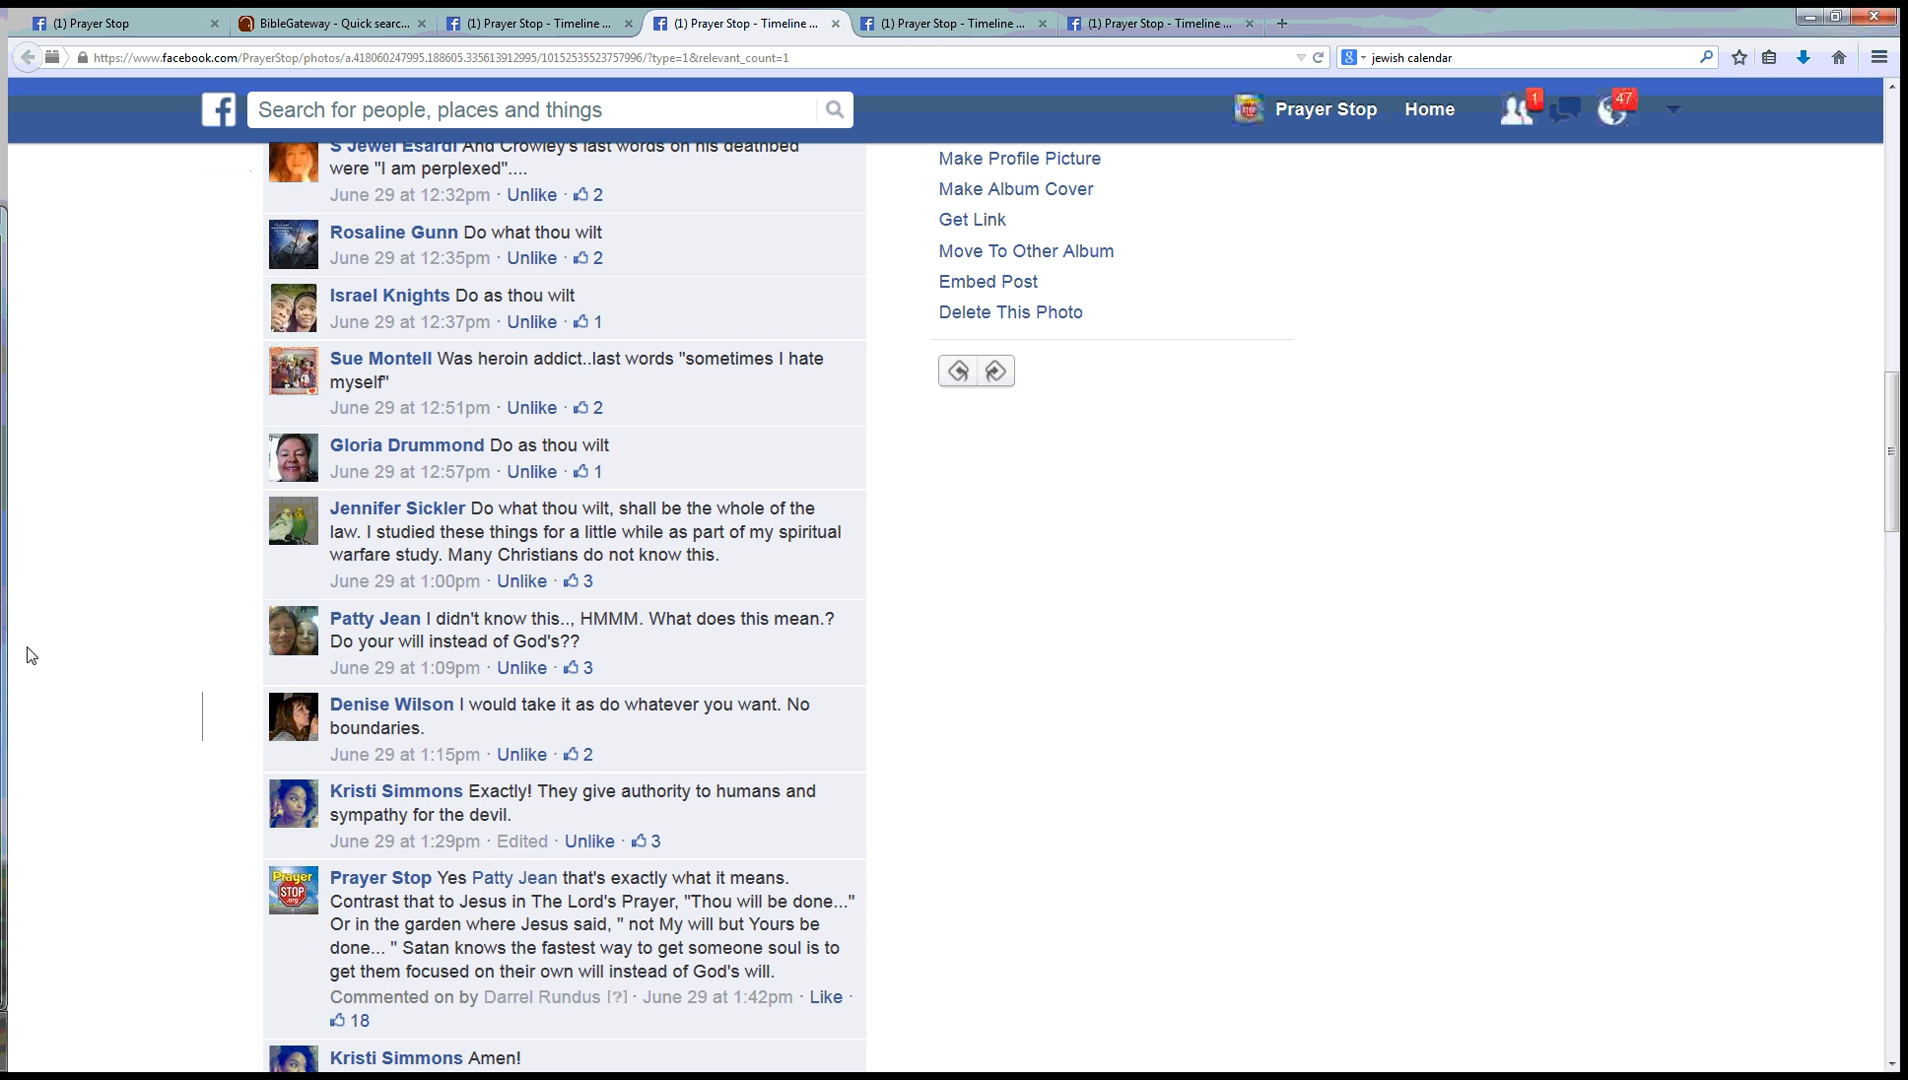 (1) Prayer Stop
BibleGateway - Quick searc...
(1) Prayer Stop - Timeline ...
(1) Prayer Stop - Timeline ...
(1) Prayer Stop - Timeline ...
(1) Prayer Stop - Timeline ...
https://www.facebook.com/PrayerStop/photos/a.418060247995.188605.335613912995/10152535523757996/?type=1&relevant_count=1
jewish calendar
Search for people, places and things
Prayer Stop
Home
1
47
S Jewel Esardi And Crowley's last words on his deathbed
were "I am perplexed"....
June 29 at 12:32pm · Unlike · 2
Rosaline Gunn Do what thou wilt
June 29 at 12:35pm · Unlike · 2
Israel Knights Do as thou wilt
June 29 at 12:37pm · Unlike · 1
Sue Montell Was heroin addict..last words "sometimes I hate
myself"
June 29 at 12:51pm · Unlike · 2
Gloria Drummond Do as thou wilt
June 29 at 12:57pm · Unlike · 1
Jennifer Sickler Do what thou wilt, shall be the whole of the
law. I studied these things for a little while as part of my spiritual
warfare study. Many Christians do not know this.
June 29 at 1:00pm · Unlike · 3
Patty Jean I didn't know this.., HMMM. What does this mean.?
Do your will instead of God's??
June 29 at 1:09pm · Unlike · 3
Denise Wilson I would take it as do whatever you want. No
boundaries.
June 29 at 1:15pm · Unlike · 2
Kristi Simmons Exactly! They give authority to humans and
sympathy for the devil.
June 29 at 1:29pm · Edited · Unlike · 3
Prayer
STOP
.org
Prayer Stop Yes Patty Jean that's exactly what it means.
Contrast that to Jesus in The Lord's Prayer, "Thou will be done..."
Or in the garden where Jesus said, " not My will but Yours be
done... " Satan knows the fastest way to get someone soul is to
get them focused on their own will instead of God's will.
Commented on by Darrel Rundus [?] · June 29 at 1:42pm · Like ·
18
Kristi Simmons Amen!
Make Profile Picture
Make Album Cover
Get Link
Move To Other Album
Embed Post
Delete This Photo